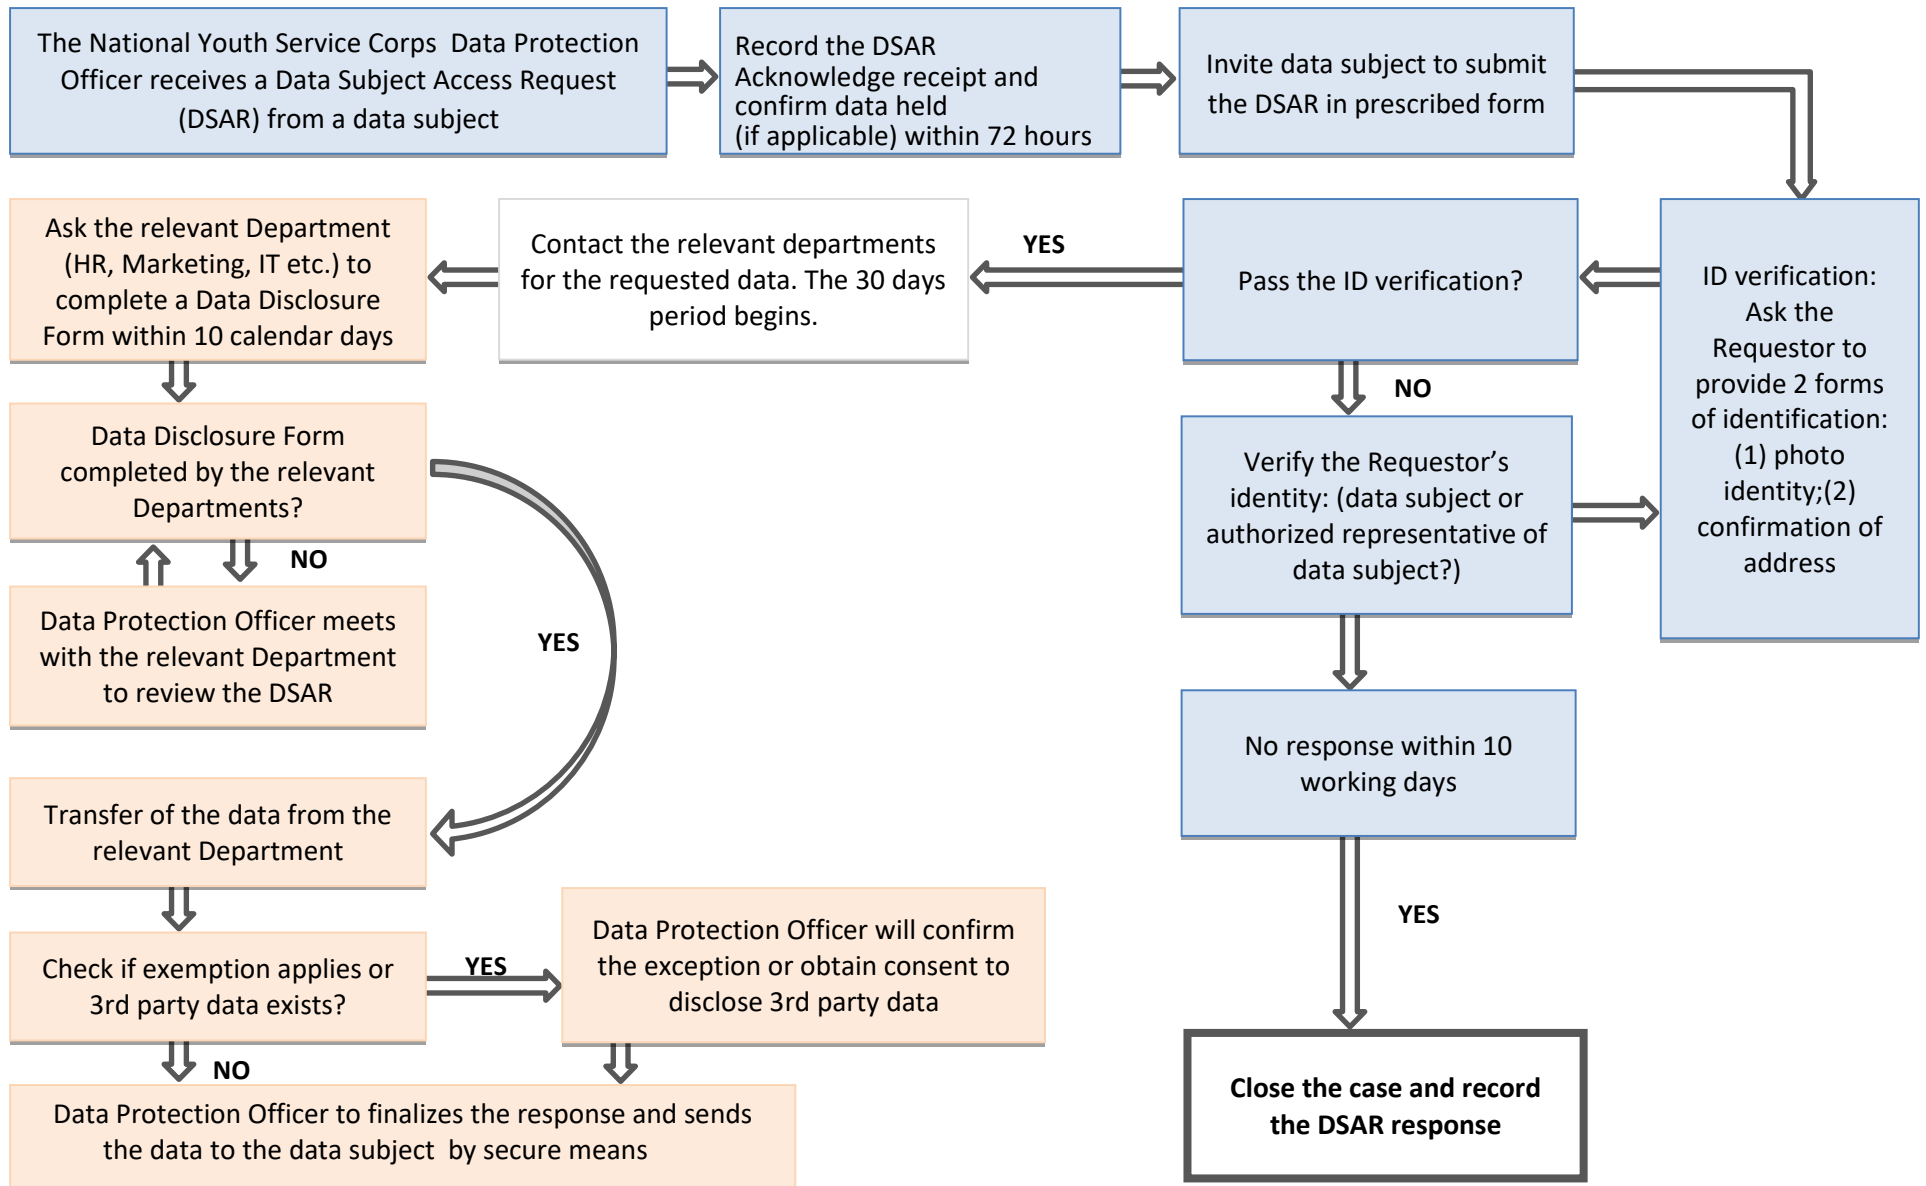 The National Youth Service Corps  Data Protection
Officer receives a Data Subject Access Request
(DSAR) from a data subject
Record the DSAR
Acknowledge receipt and
confirm data held
(if applicable) within 72 hours
Invite data subject to submit
the DSAR in prescribed form
ID verification:
Ask the
Requestor to
provide 2 forms
of identification:
(1) photo
identity;(2)
confirmation of
address
Pass the ID verification?
YES
NO
Contact the relevant departments
for the requested data. The 30 days
period begins.
Ask the relevant Department
(HR, Marketing, IT etc.) to
complete a Data Disclosure
Form within 10 calendar days
Data Disclosure Form
completed by the relevant
Departments?
NO
YES
Data Protection Officer meets
with the relevant Department
to review the DSAR
Transfer of the data from the
relevant Department
Check if exemption applies or
3rd party data exists?
YES
NO
Data Protection Officer will confirm
the exception or obtain consent to
disclose 3rd party data
Data Protection Officer to finalizes the response and sends
the data to the data subject  by secure means
Verify the Requestor’s
identity: (data subject or
authorized representative of
data subject?)
No response within 10
working days
YES
Close the case and record
the DSAR response